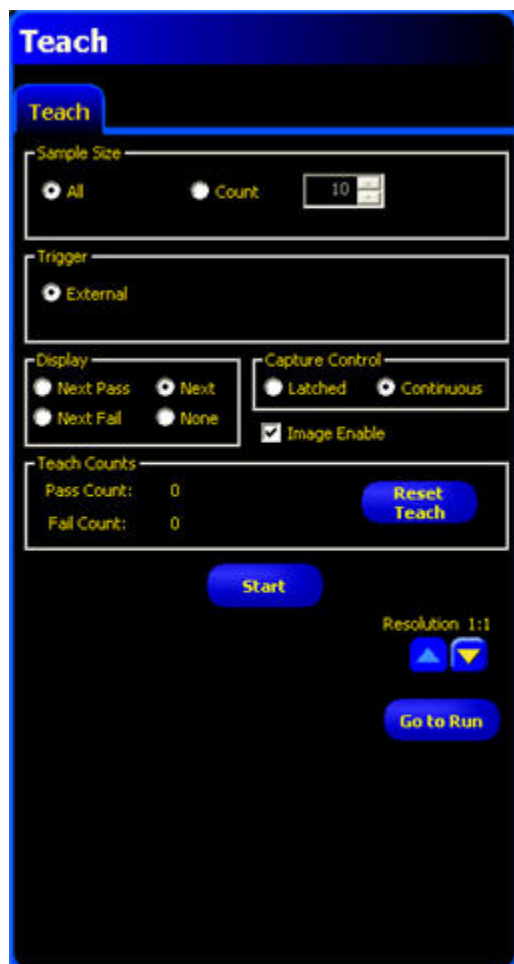 Teach
Teach
Sample Size
All Count 10
Trigger
External
Display
Next Pass Next
Next Fail None
Capture Control
Latched Continuous
Image Enable
Teach Counts
Pass Count: 0
Fail Count: 0
Reset
Teach
Start
Resolution 1:1
Go to Run